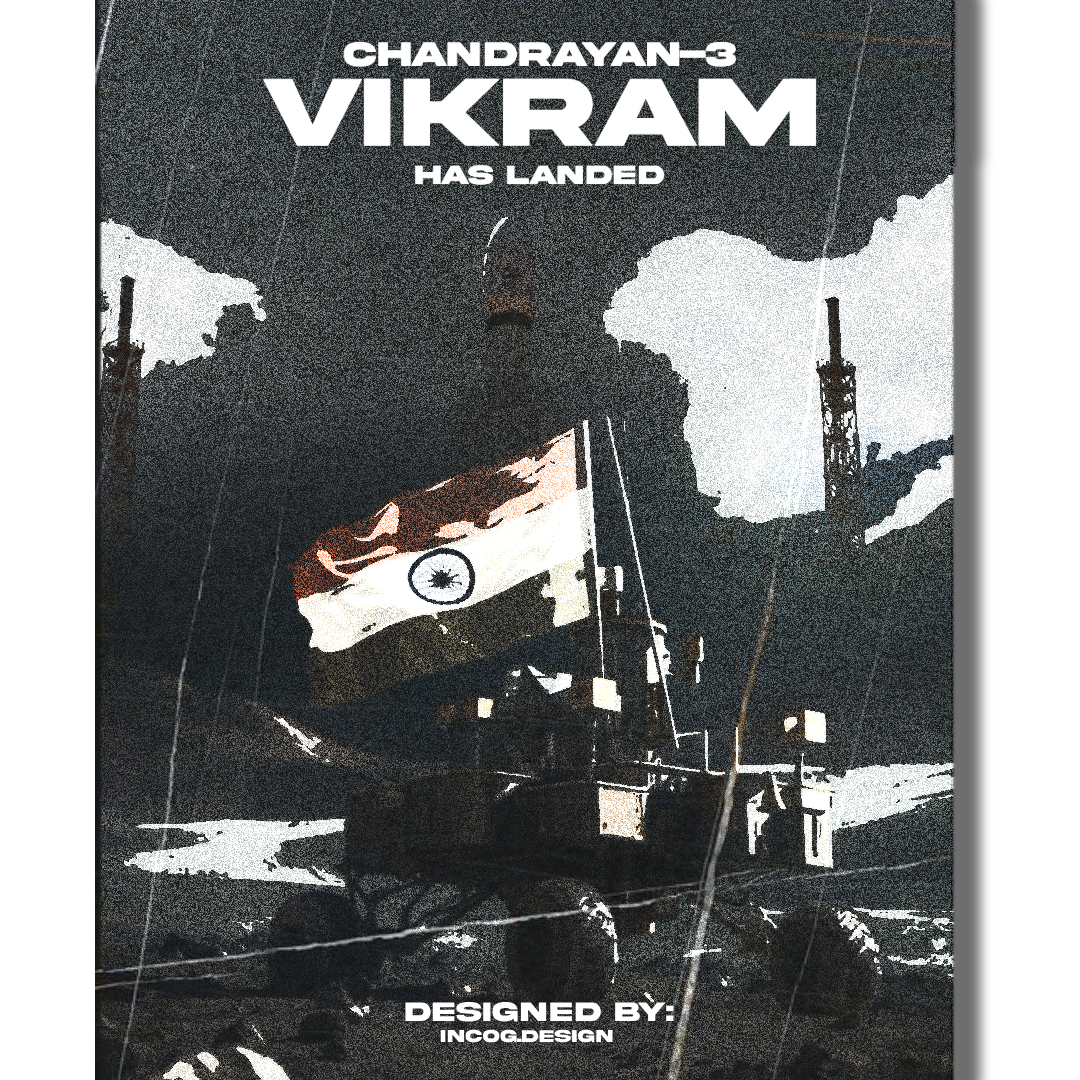 CHANDRAYAN-3
VIKRAM
HAS LANDED
DESIGNED BY:
INCOG.DESIGN